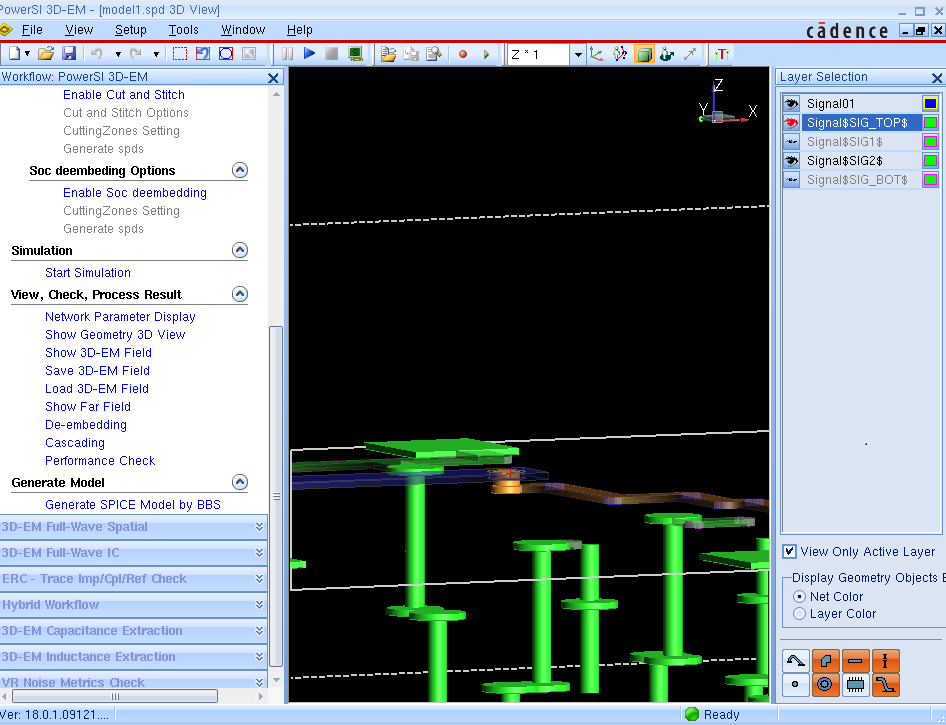 PowerSI 3D-EM - [model1.spd 3D View]
File View Setup Tools Window Help
cādence
Z * 1
Workflow: PowerSI 3D-EM
Enable Cut and Stitch
Cut and Stitch Options
CuttingZones Setting
Generate spds
Soc deembeding Options
Enable Soc deembedding
CuttingZones Setting
Generate spds
Simulation
Start Simulation
View, Check, Process Result
Network Parameter Display
Show Geometry 3D View
Show 3D-EM Field
Save 3D-EM Field
Load 3D-EM Field
Show Far Field
De-embedding
Cascading
Performance Check
Generate Model
Generate SPICE Model by BBS
3D-EM Full-Wave Spatial
3D-EM Full-Wave IC
ERC - Trace Imp/Cpl/Ref Check
Hybrid Workflow
3D-EM Capacitance Extraction
3D-EM Inductance Extraction
VR Noise Metrics Check
Z
Y
X
Layer Selection
Signal01
Signal$SIG_TOP$
Signal$SIG1$
Signal$SIG2$
Signal$SIG_BOT$
View Only Active Layer
Display Geometry Objects E
Net Color
Layer Color
Ver: 18.0.1.09121....
Ready